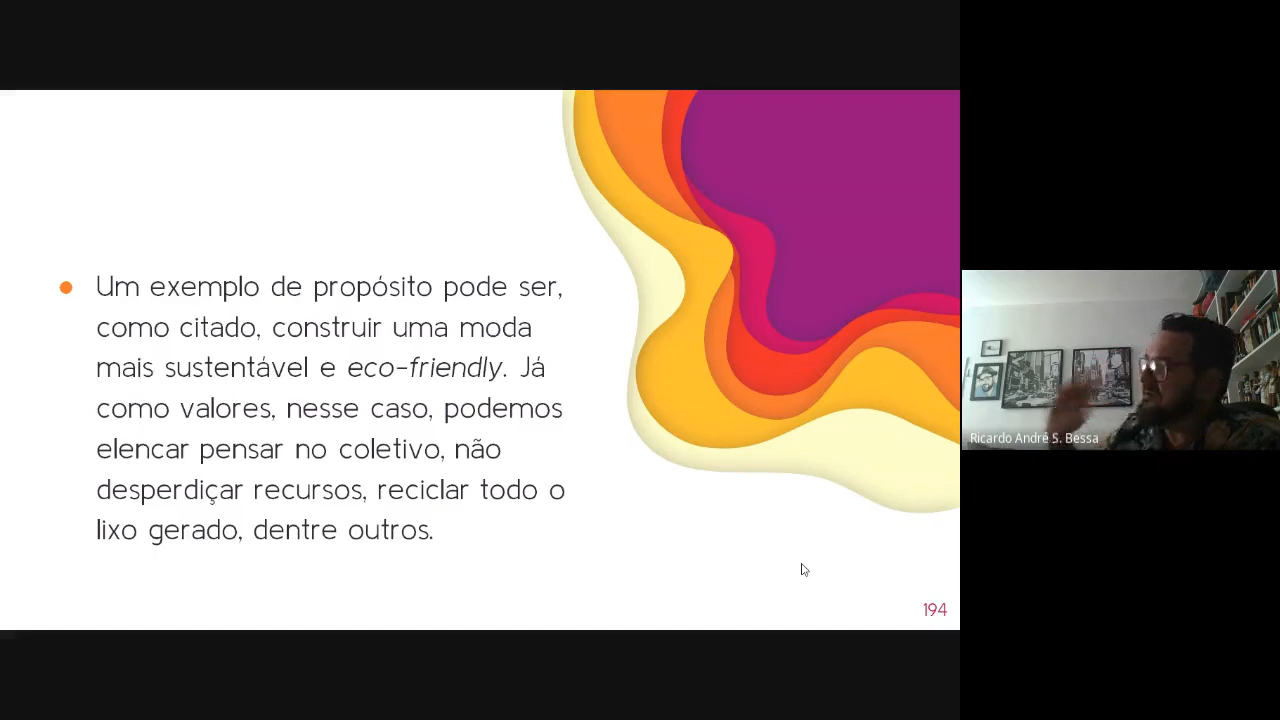 Um exemplo de propósito pode ser,
como citado, construir uma moda
mais sustentável e eco-friendly. Já
como valores, nesse caso, podemos
elencar pensar no coletivo, não
desperdiçar recursos, reciclar todo o
lixo gerado, dentre outros.
194
Ricardo André S. Bessa